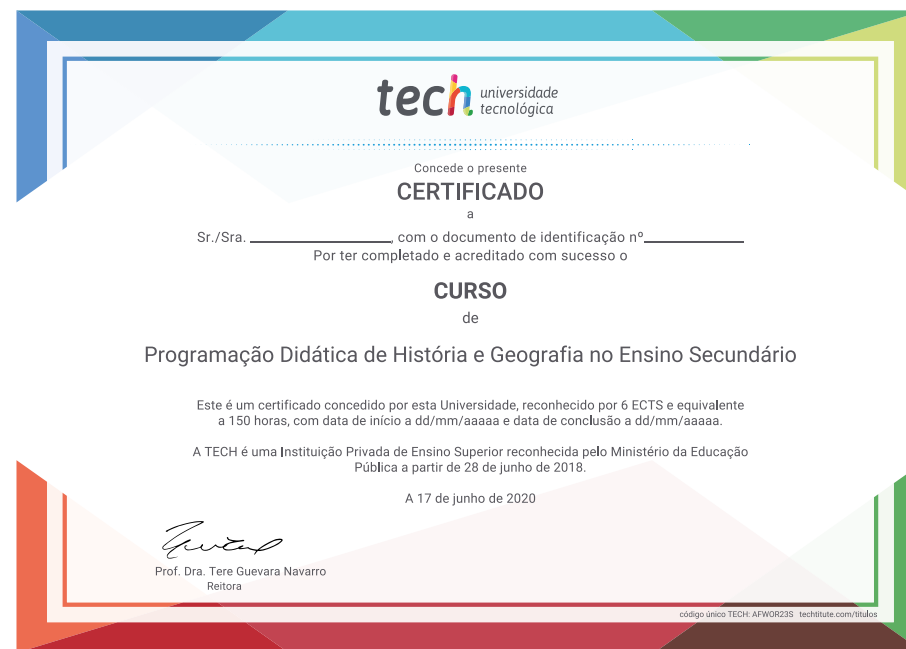 tech universidade
tecnológica
Concede o presente
CERTIFICADO
a
Sr./Sra. ____________________, com o documento de identificação nº______________
Por ter completado e acreditado com sucesso o
CURSO
de
Programação Didática de História e Geografia no Ensino Secundário
Este é um certificado concedido por esta Universidade, reconhecido por 6 ECTS e equivalente
a 150 horas, com data de início a dd/mm/aaaaa e data de conclusão a dd/mm/aaaaa.
A TECH é uma Instituição Privada de Ensino Superior reconhecida pelo Ministério da Educação
Pública a partir de 28 de junho de 2018.
A 17 de junho de 2020
Prof. Dra. Tere Guevara Navarro
Reitora
código único TECH: AFWOR23S techtitute.com/titulos